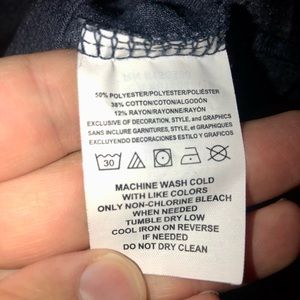 50% POLYESTER/POLYESTER/POLIÉSTER
38% COTTON/COTON/ALGODÓN
12% RAYON/RAYONNE/RAYÓN
EXCLUSIVE OF DECORATION, STYLE, and GRAPHICS
SANS INCLURE GARNITURES, STYLE, et GRAPHICS
EXCLUYENDO DECORACIONES ESTILO Y GRAFICOS
30
MACHINE WASH COLD
WITH LIKE COLORS
ONLY NON-CHLORINE BLEACH
WHEN NEEDED
TUMBLE DRY LOW
COOL IRON ON REVERSE
IF NEEDED
DO NOT DRY CLEAN